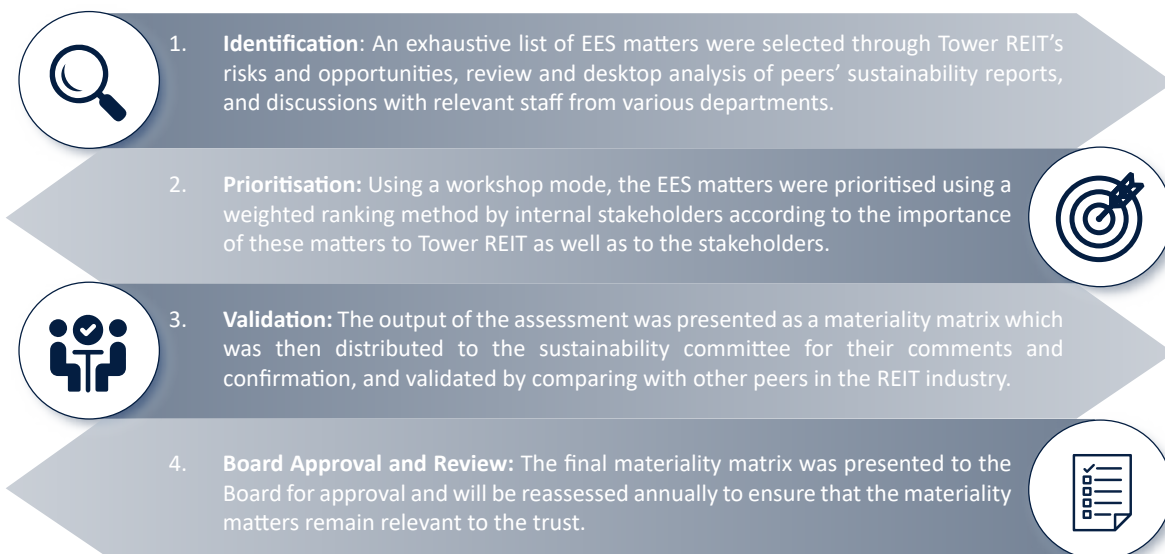 1. Identification: An exhaustive list of EES matters were selected through Tower REIT’s
risks and opportunities, review and desktop analysis of peers’ sustainability reports,
and discussions with relevant staff from various departments.
2. Prioritisation: Using a workshop mode, the EES matters were prioritised using a
weighted ranking method by internal stakeholders according to the importance
of these matters to Tower REIT as well as to the stakeholders.
3. Validation: The output of the assessment was presented as a materiality matrix which
was then distributed to the sustainability committee for their comments and
confirmation, and validated by comparing with other peers in the REIT industry.
4. Board Approval and Review: The final materiality matrix was presented to the
Board for approval and will be reassessed annually to ensure that the materiality
matters remain relevant to the trust.